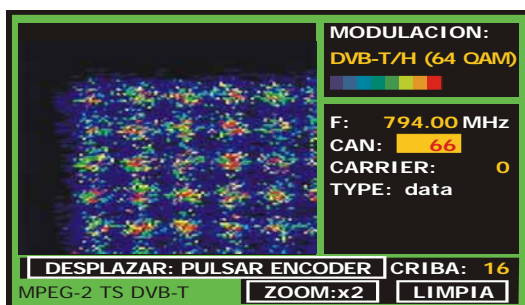 MODULACION:
DVB-T/H (64 QAM)
F: 794.00 MHz
CAN: 66
CARRIER: 0
TYPE: data
DESPLAZAR: PULSAR ENCODER CRIBA: 16
MPEG-2 TS DVB-T ZOOM:x2 LIMPIA